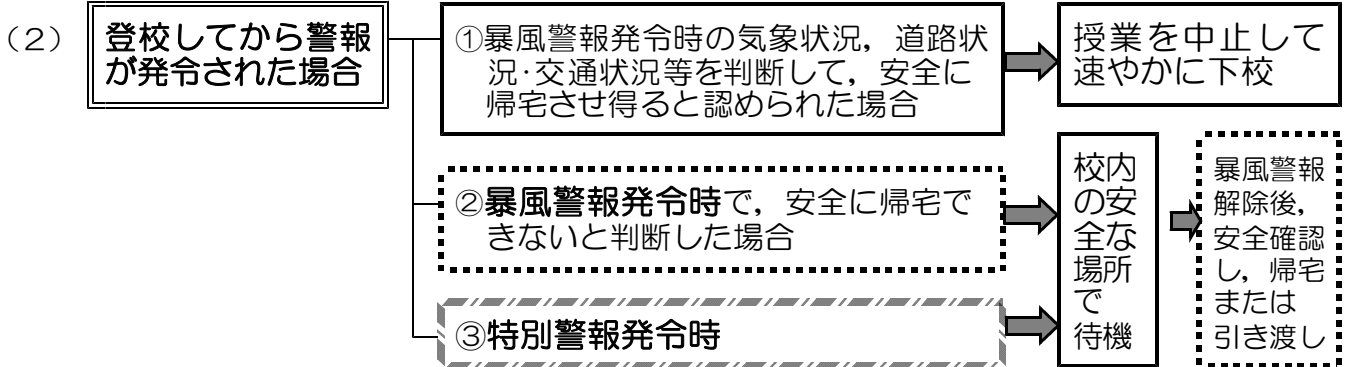 （２）
登校してから警報
が発令された場合
①暴風警報発令時の気象状況，道路状
況･交通状況等を判断して，安全に
帰宅させ得ると認められた場合
授業を中止して
速やかに下校
②暴風警報発令時で，安全に帰宅で
きないと判断した場合
③特別警報発令時
校内
の安
全な
場所
で
待機
暴風警報
解除後，
安全確認
し，帰宅
または
引き渡し